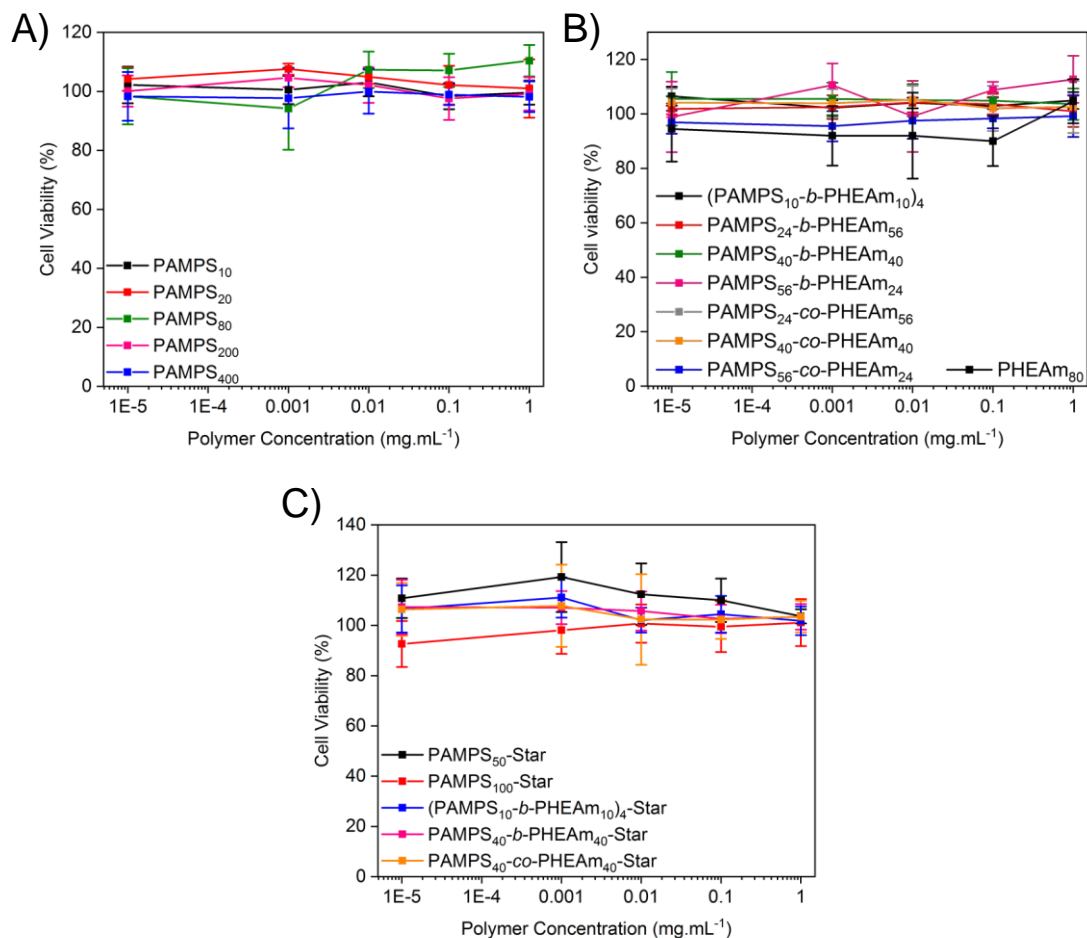 A)
120
100
80
60
40
20
0
Cell Viability (%)
PAMPS10
PAMPS20
PAMPS80
PAMPS200
PAMPS400
1E-5 1E-4 0.001 0.01 0.1 1
Polymer Concentration (mg.mL-1)
B)
120
100
80
60
40
20
0
Cell viability (%)
(PAMPS10-b-PHEAm10)4
PAMPS24-b-PHEAm56
PAMPS40-b-PHEAm40
PAMPS56-b-PHEAm24
PAMPS24-co-PHEAm56
PAMPS40-co-PHEAm40
PAMPS56-co-PHEAm24 PHEAm80
1E-5 1E-4 0.001 0.01 0.1 1
Polymer Concentration (mg.mL-1)
C)
140
120
100
80
60
40
20
0
Cell Viability (%)
PAMPS50-Star
PAMPS100-Star
(PAMPS10-b-PHEAm10)4-Star
PAMPS40-b-PHEAm40-Star
PAMPS40-co-PHEAm40-Star
1E-5 1E-4 0.001 0.01 0.1 1
Polymer Concentration (mg.mL-1)